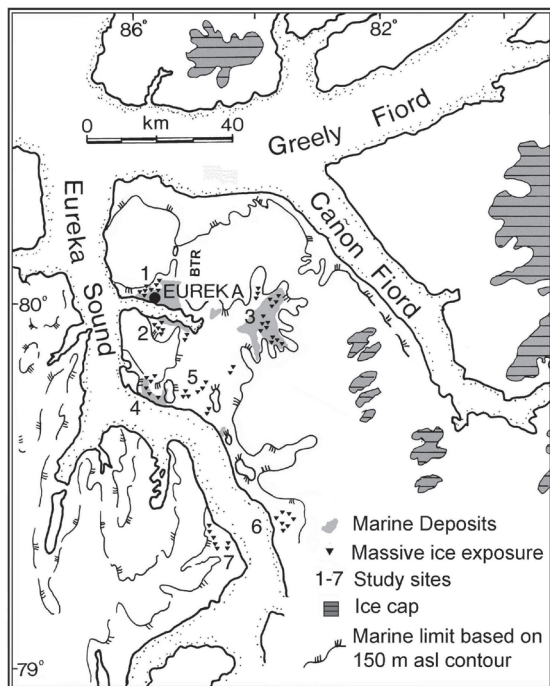 86°
82°
km
0 40
Greely Fiord
Eureka Sound
Cañon Fiord
BTR
1
EUREKA
80°
2
3
5
4
6
7
Marine Deposits
Massive ice exposure
1-7 Study sites
Ice cap
Marine limit based on
150 m asl contour
79°